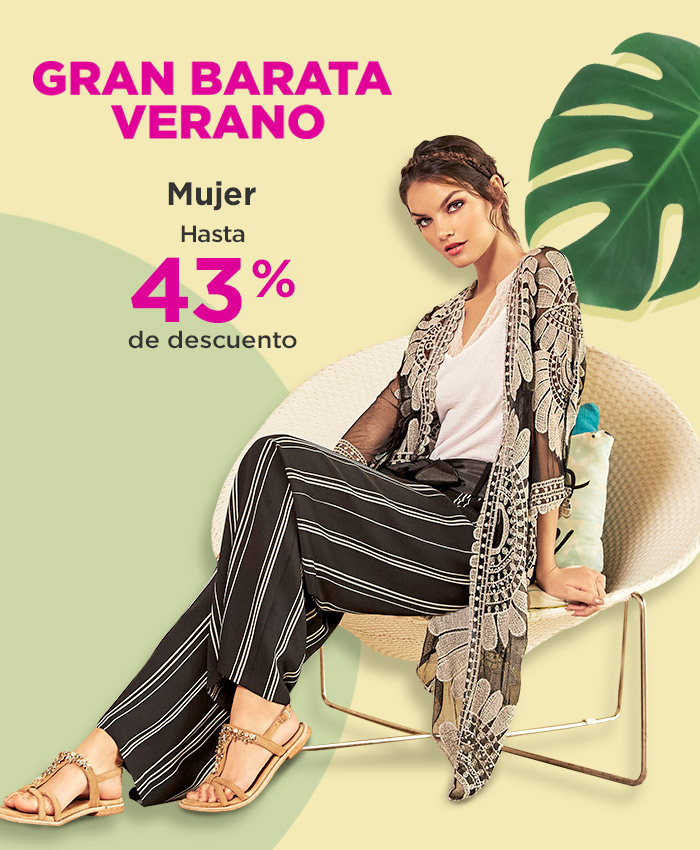 GRAN BARATA
VERANO
Mujer
Hasta
43%
de descuento